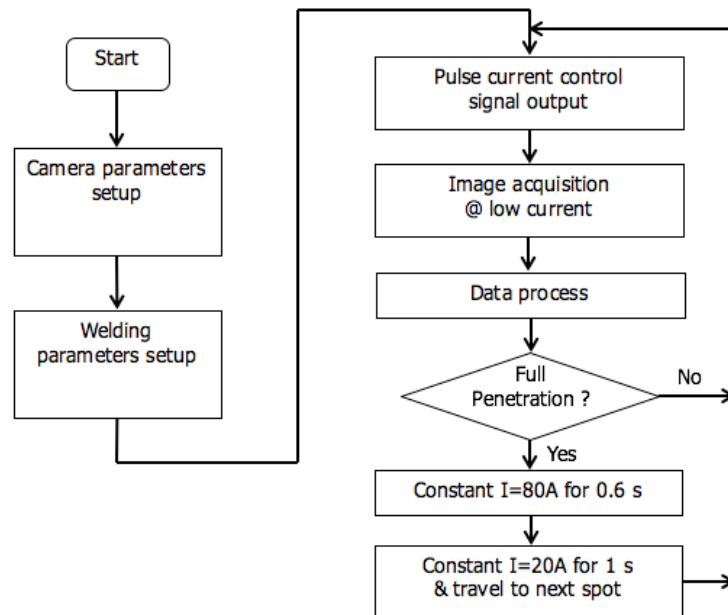 Start
Camera parameters
setup
Welding
parameters setup
Pulse current control
signal output
Image acquisition
@ low current
Data process
Full
Penetration ?
No
Yes
Constant I=80A for 0.6 s
Constant I=20A for 1 s
& travel to next spot